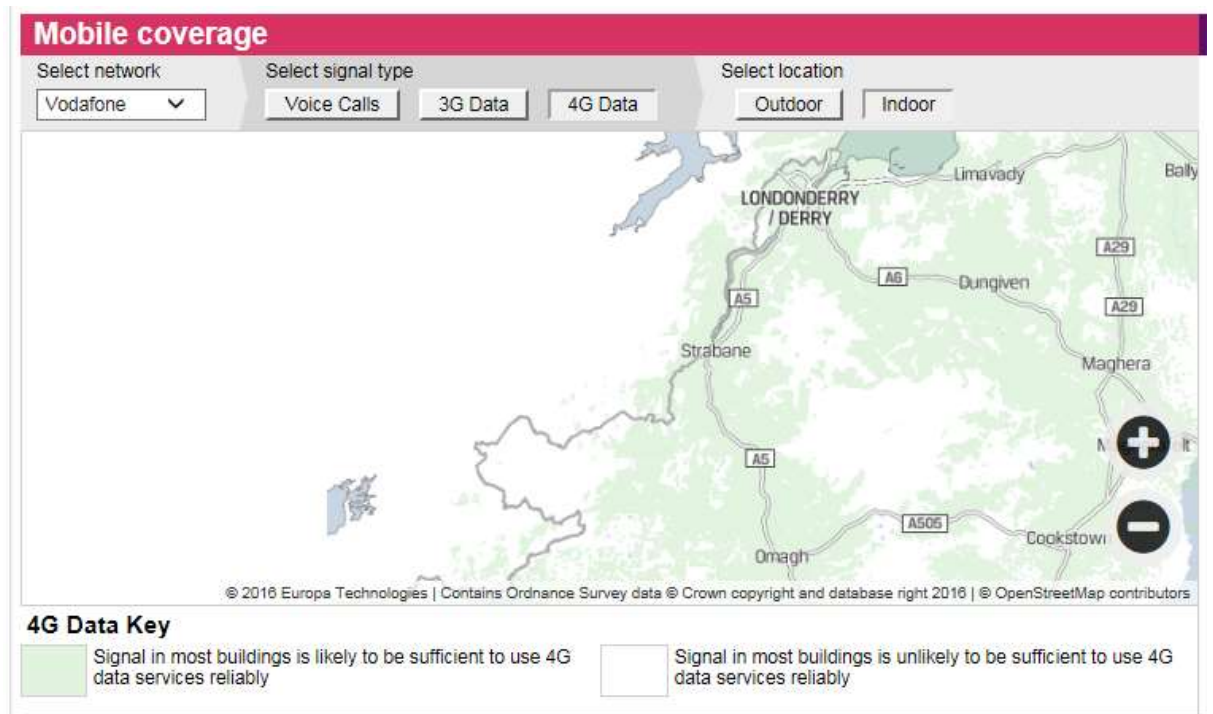 Mobile coverage
Select network
Select signal type
Select location
Vodafone
Voice Calls
3G Data
4G Data
Outdoor
Indoor
Limavady
Bally
LONDONDERRY
/ DERRY
A29
A6
Dungiven
A5
A29
Strabane
Maghera
A5
A505
Cookstow
Omagh
© 2016 Europa Technologies | Contains Ordnance Survey data © Crown copyright and database right 2016 | © OpenStreetMap contributors
4G Data Key
Signal in most buildings is likely to be sufficient to use 4G
data services reliably
Signal in most buildings is unlikely to be sufficient to use 4G
data services reliably